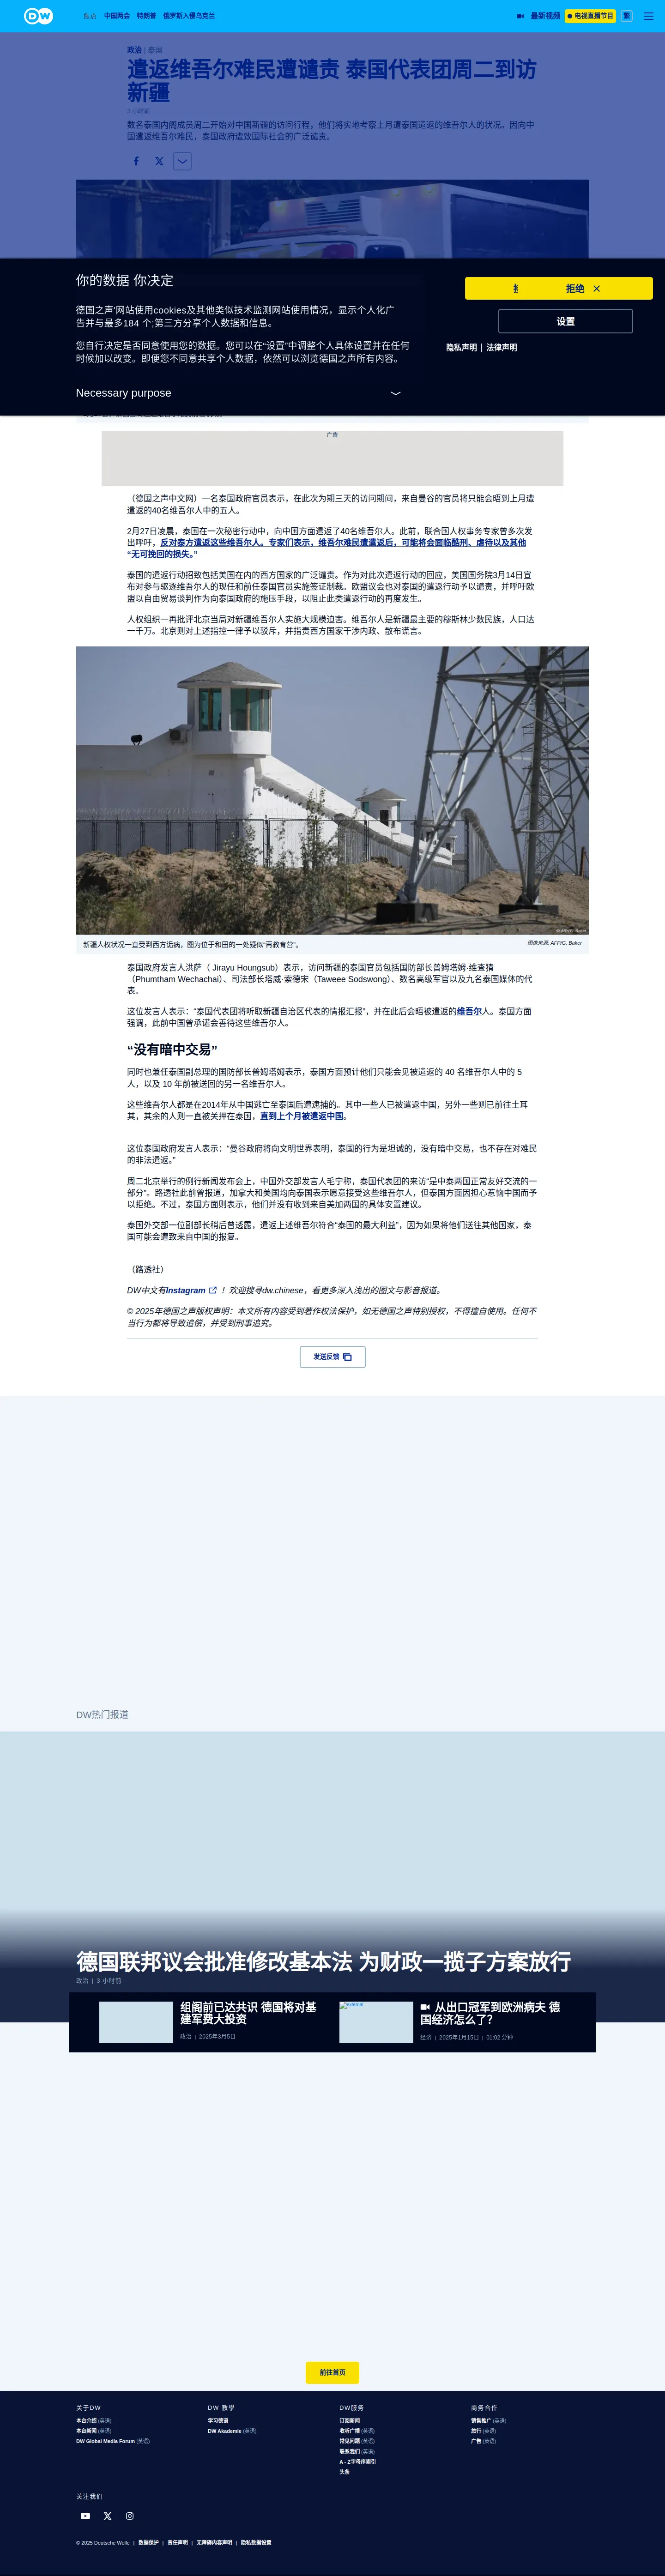 DW
焦点
中国两会
特朗普
俄罗斯入侵乌克兰
最新视频
电视直播节目
繁
政治 | 泰国
遣返维吾尔难民遭谴责 泰国代表团周二到访
新疆
3 小时前
数名泰国内阁成员周二开始对中国新疆的访问行程，他们将实地考察上月遭泰国遣返的维吾尔人的状况。因向中
国遣返维吾尔难民，泰国政府遭致国际社会的广泛谴责。
你的数据 你决定
德国之声'网站使用cookies及其他类似技术监测网站使用情况，显示个人化广
告并与最多184 个;第三方分享个人数据和信息。
您自行决定是否同意使用您的数据。您可以在“设置”中调整个人具体设置并在任何
时候加以改变。即便您不同意共享个人数据，依然可以浏览德国之声所有内容。
Necessary purpose
拒绝
设置
隐私声明 | 法律声明
广告
（德国之声中文网）一名泰国政府官员表示，在此次为期三天的访问期间，来自曼谷的官员将只能会晤到上月遭
遣返的40名维吾尔人中的五人。
2月27日凌晨，泰国在一次秘密行动中，向中国方面遣返了40名维吾尔人。此前，联合国人权事务专家曾多次发
出呼吁，反对泰方遣返这些维吾尔人。专家们表示，维吾尔难民遭遣返后，可能将会面临酷刑、虐待以及其他
“无可挽回的损失。”
泰国的遣返行动招致包括美国在内的西方国家的广泛谴责。作为对此次遣返行动的回应，美国国务院3月14日宣
布对参与驱逐维吾尔人的现任和前任泰国官员实施签证制裁。欧盟议会也对泰国的遣返行动予以谴责，并呼吁欧
盟以自由贸易谈判作为向泰国政府的施压手段，以阻止此类遣返行动的再度发生。
人权组织一再批评北京当局对新疆维吾尔人实施大规模迫害。维吾尔人是新疆最主要的穆斯林少数民族，人口达
一千万。北京则对上述指控一律予以驳斥，并指责西方国家干涉内政、散布谎言。
新疆人权状况一直受到西方诟病，图为位于和田的一处疑似“再教育营”。
图像来源: AFP/G. Baker
泰国政府发言人洪萨（ Jirayu Houngsub）表示，访问新疆的泰国官员包括国防部长普姆塔姆·维查猜
（Phumtham Wechachai）、司法部长塔威·索德宋（Taweee Sodswong）、数名高级军官以及九名泰国媒体的代
表。
这位发言人表示：“泰国代表团将听取新疆自治区代表的情报汇报”，并在此后会晤被遣返的维吾尔人。泰国方面
强调，此前中国曾承诺会善待这些维吾尔人。
“没有暗中交易”
同时也兼任泰国副总理的国防部长普姆塔姆表示，泰国方面预计他们只能会见被遣返的 40 名维吾尔人中的 5
人，以及 10 年前被送回的另一名维吾尔人。
这些维吾尔人都是在2014年从中国逃亡至泰国后遭逮捕的。其中一些人已被遣返中国，另外一些则已前往土耳
其，其余的人则一直被关押在泰国，直到上个月被遣返中国。
这位泰国政府发言人表示：“曼谷政府将向文明世界表明，泰国的行为是坦诚的，没有暗中交易，也不存在对难民
的非法遣返。”
周二北京举行的例行新闻发布会上，中国外交部发言人毛宁称，泰国代表团的来访“是中泰两国正常友好交流的一
部分”。路透社此前曾报道，加拿大和美国均向泰国表示愿意接受这些维吾尔人，但泰国方面因担心惹恼中国而予
以拒绝。不过，泰国方面则表示，他们并没有收到来自美加两国的具体安置建议。
泰国外交部一位副部长稍后曾透露，遣返上述维吾尔符合“泰国的最大利益”，因为如果将他们送往其他国家，泰
国可能会遭致来自中国的报复。
（路透社）
DW中文有Instagram ！欢迎搜寻dw.chinese，看更多深入浅出的图文与影音报道。
© 2025年德国之声版权声明：本文所有内容受到著作权法保护，如无德国之声特别授权，不得擅自使用。任何不
当行为都将导致追偿，并受到刑事追究。
发送反馈
DW热门报道
德国联邦议会批准修改基本法 为财政一揽子方案放行
政治 | 3 小时前
组阁前已达共识 德国将对基
建军费大投资
政治 | 2025年3月5日
external
从出口冠军到欧洲病夫 德
国经济怎么了？
经济 | 2025年1月15日 | 01:02 分钟
前往首页
关于DW
本台介绍 (英语)
本台新闻 (英语)
DW Global Media Forum (英语)
DW 教學
学习德语
DW Akademie (英语)
DW服务
订阅新闻
收听广播 (英语)
常见问题 (英语)
联系我们 (英语)
A - Z字母序索引
头条
商务合作
销售推广 (英语)
旅行 (英语)
广告 (英语)
关注我们
© 2025 Deutsche Welle | 数据保护 | 责任声明 | 无障碍内容声明 | 隐私数据设置